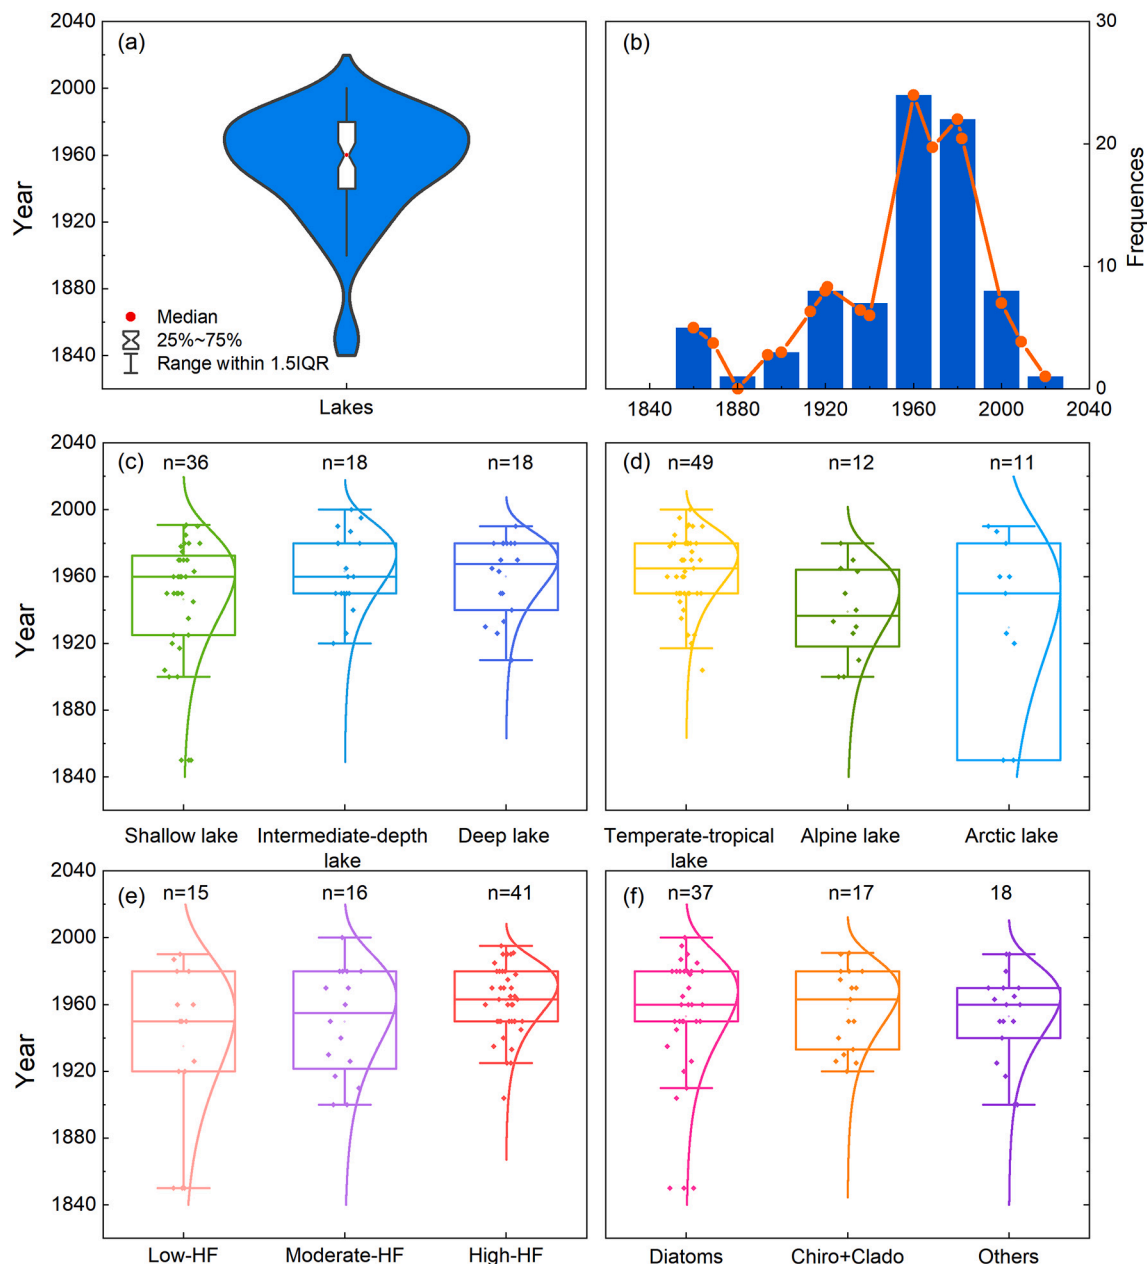 2040
2000
1960
1920
1880
1840
Year
(a)
Median
25%~75%
Range within 1.5IQR
Lakes
(b)
30
20
10
0
Frequences
1840 1880 1920 1960 2000 2040
2040
2000
1960
1920
1880
1840
Year
(c) n=36 n=18 n=18
Shallow lake Intermediate-depth Deep lake
lake
(d) n=49 n=12 n=11
Temperate-tropical Alpine lake Arctic lake
lake
2040
2000
1960
1920
1880
1840
Year
(e) n=15 n=16 n=41
Low-HF Moderate-HF High-HF
(f) n=37 n=17 18
Diatoms Chiro+Clado Others